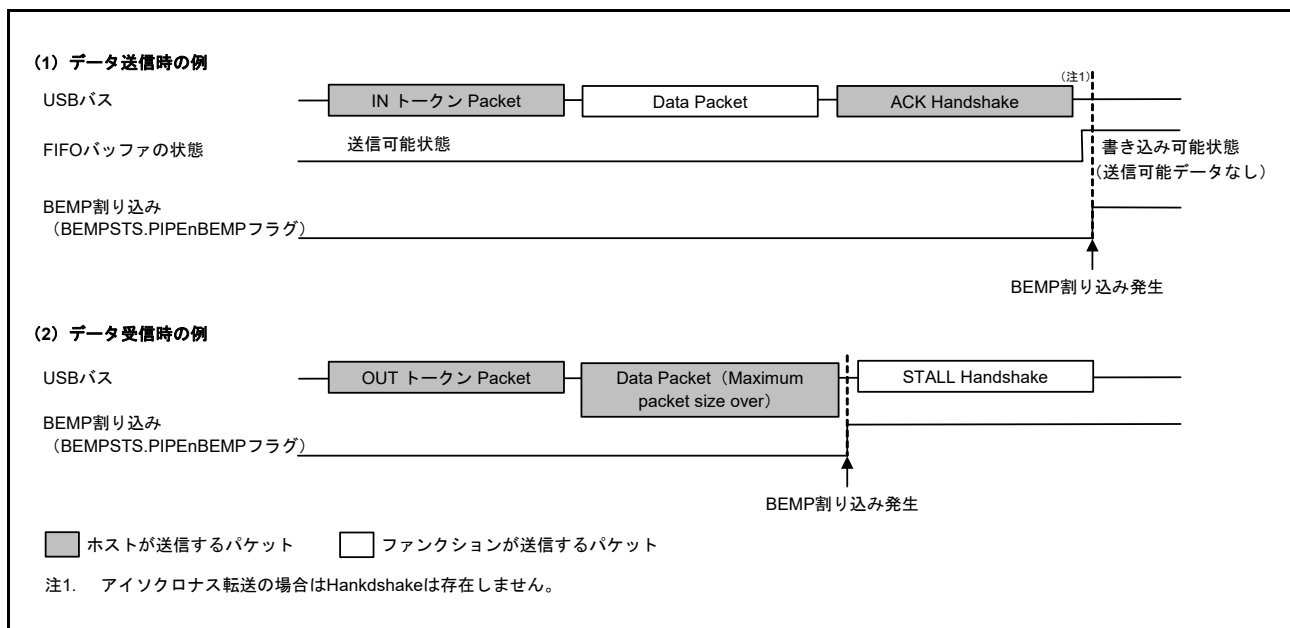 (1) データ送信時の例
(注1)
USBバス
IN トークン Packet
Data Packet
ACK Handshake
FIFOバッファの状態
送信可能状態
書き込み可能状態
(送信可能データなし)
BEMP割り込み
(BEMPSTS.PIPEnBEMPフラグ)
BEMP割り込み発生
(2) データ受信時の例
USBバス
OUT トークン Packet
Data Packet (Maximum
packet size over)
STALL Handshake
BEMP割り込み
(BEMPSTS.PIPEnBEMPフラグ)
BEMP割り込み発生
ホストが送信するパケット
ファンクションが送信するパケット
注1. アイソクロナス転送の場合はHankdshakeは存在しません。